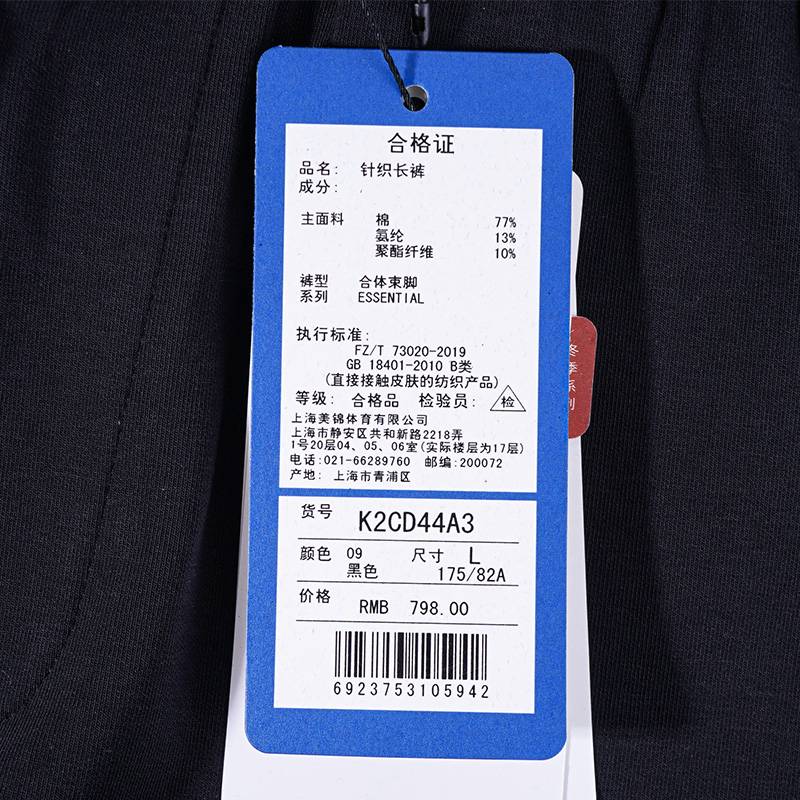 合格证
品名: 针织长裤
成分:
主面料 棉 77%
氨纶 13%
聚酯纤维 10%
裤型 合体束脚
系列 ESSENTIAL
执行标准:
FZ/T 73020-2019
GB 18401-2010 B类
(直接接触皮肤的纺织产品)
等级: 合格品 检验员: 检
上海美锦体育有限公司
上海市静安区共和新路2218弄
1号20层04、05、06室(实际楼层为17层)
电话:021-66289760 邮编:200072
产地: 上海市青浦区
货号 K2CD44A3
颜色 09 尺寸 L
黑色 175/82A
价格 RMB 798.00
6923753105942
冬季系列